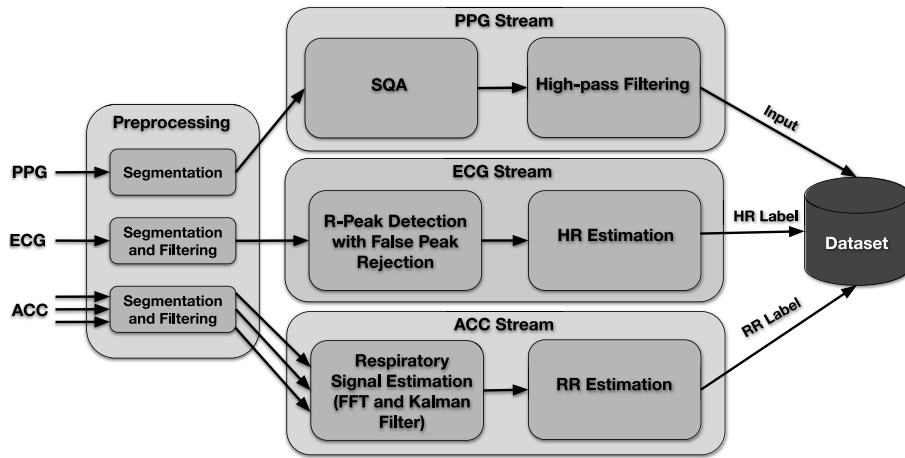 PPG Stream
SQA
High-pass Filtering
Input
Preprocessing
PPG
Segmentation
ECG Stream
ECG
Segmentation
and Filtering
R-Peak Detection
with False Peak
Rejection
HR Estimation
HR Label
Dataset
ACC
Segmentation
and Filtering
ACC Stream
Respiratory
Signal Estimation
(FFT and Kalman
Filter)
RR Estimation
RR Label